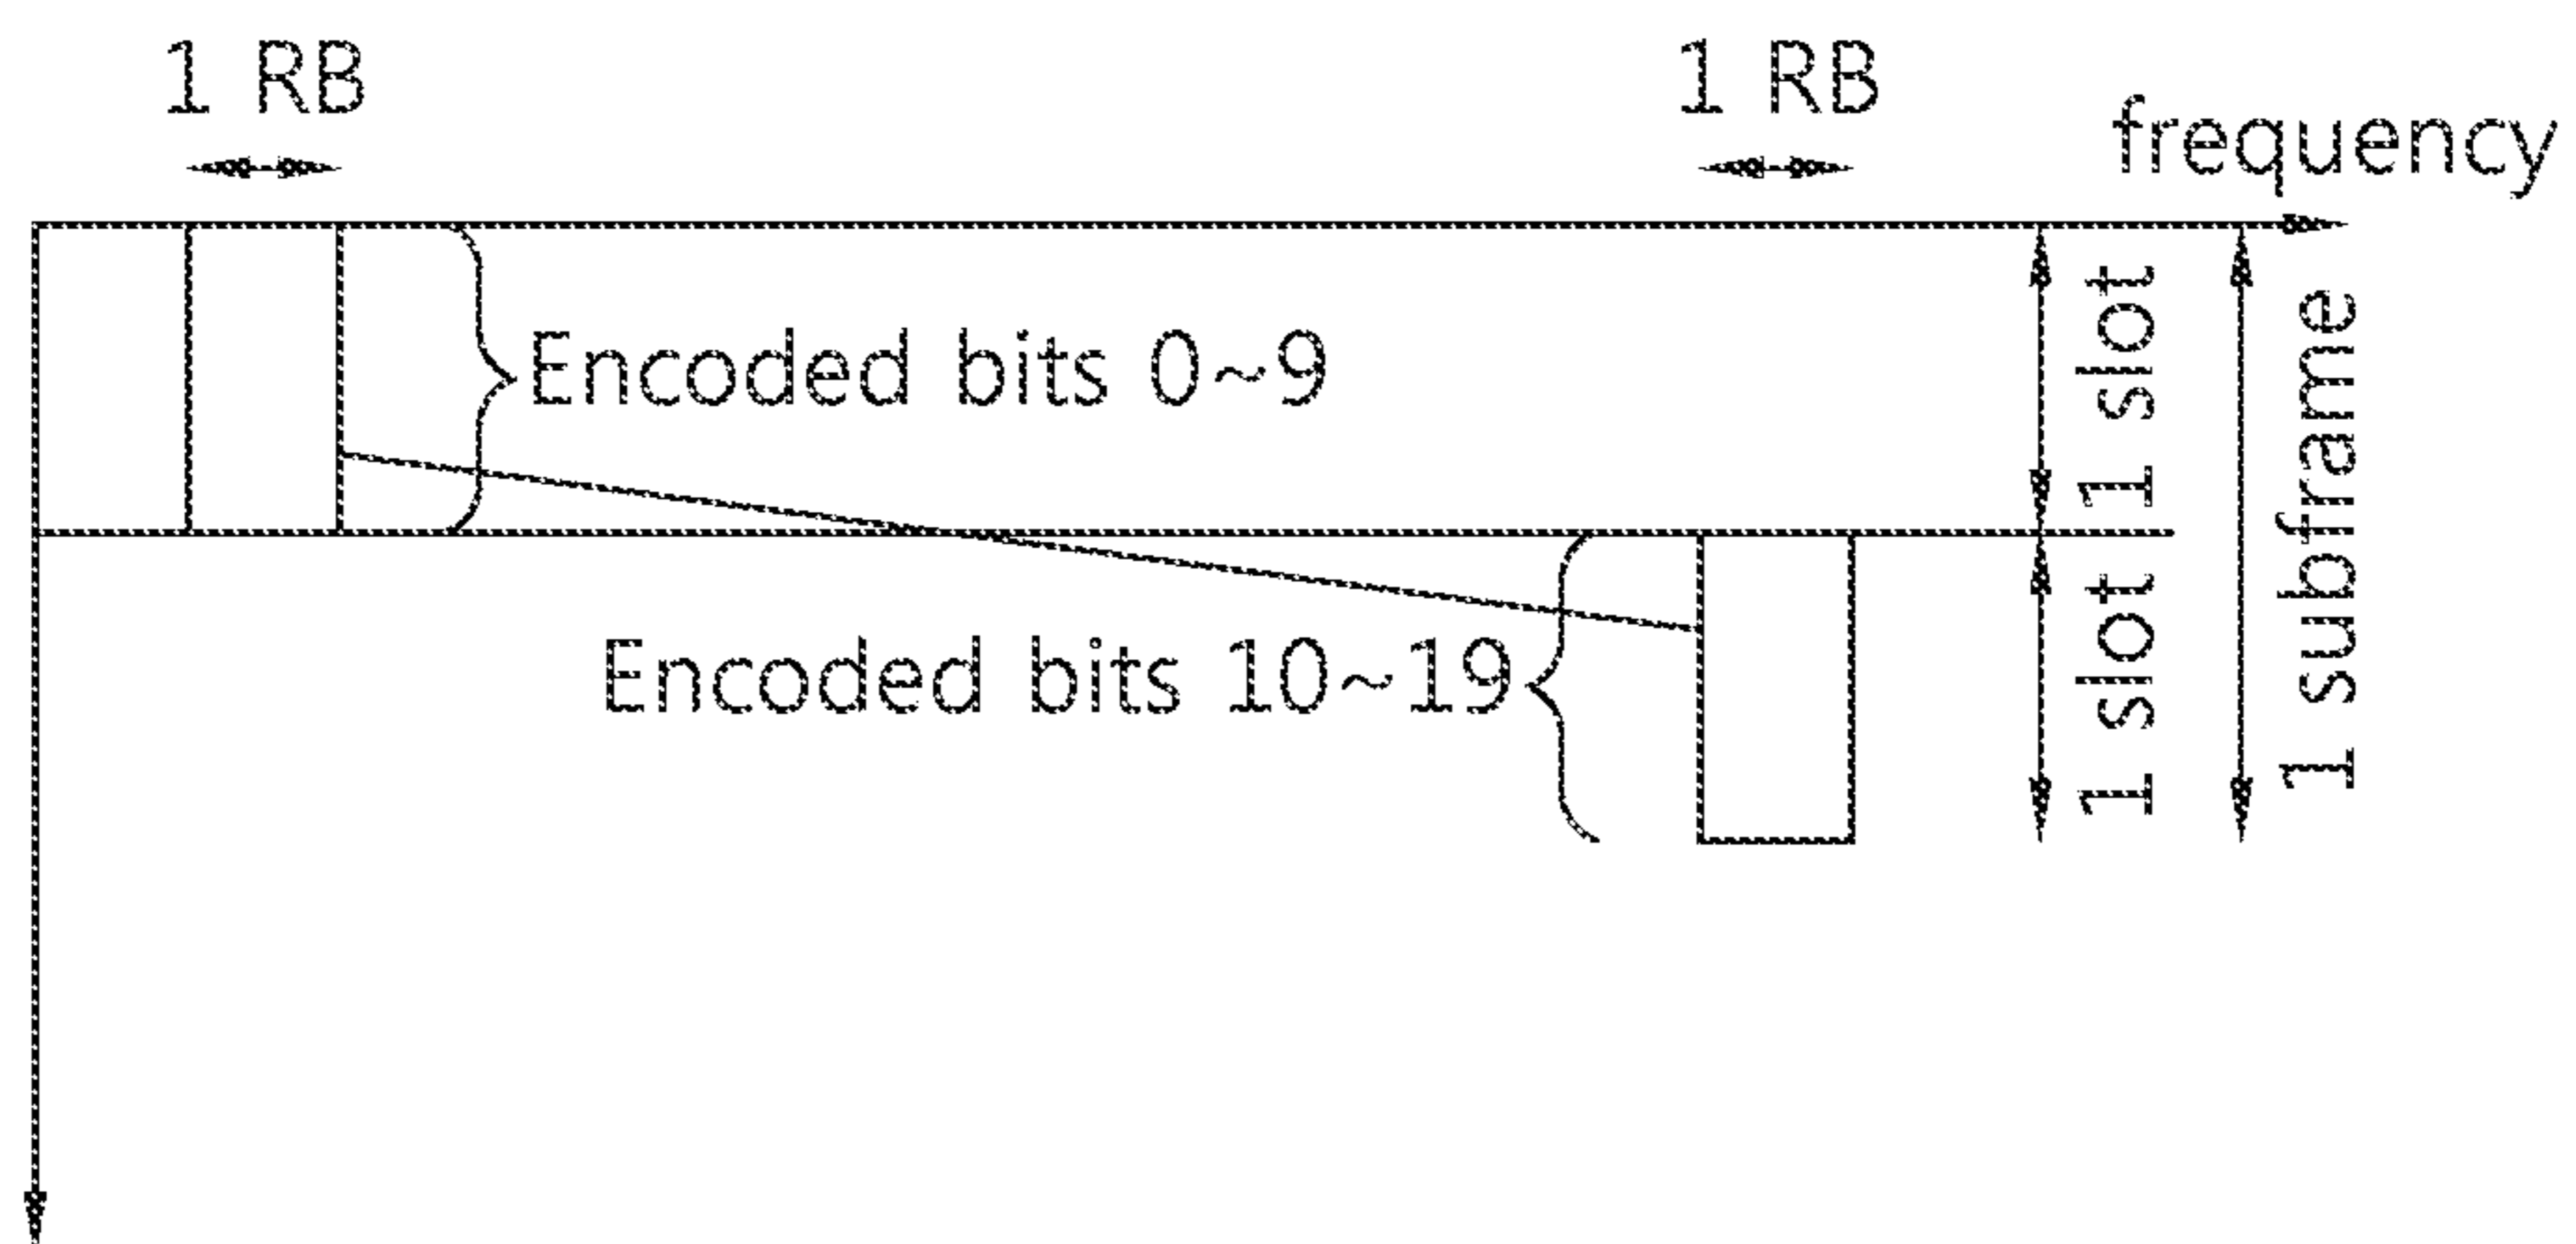 1 RB
1 RB
frequency
Encoded bits 0~9
1 slot
1 subframe
Encoded bits 10~19
1 slot